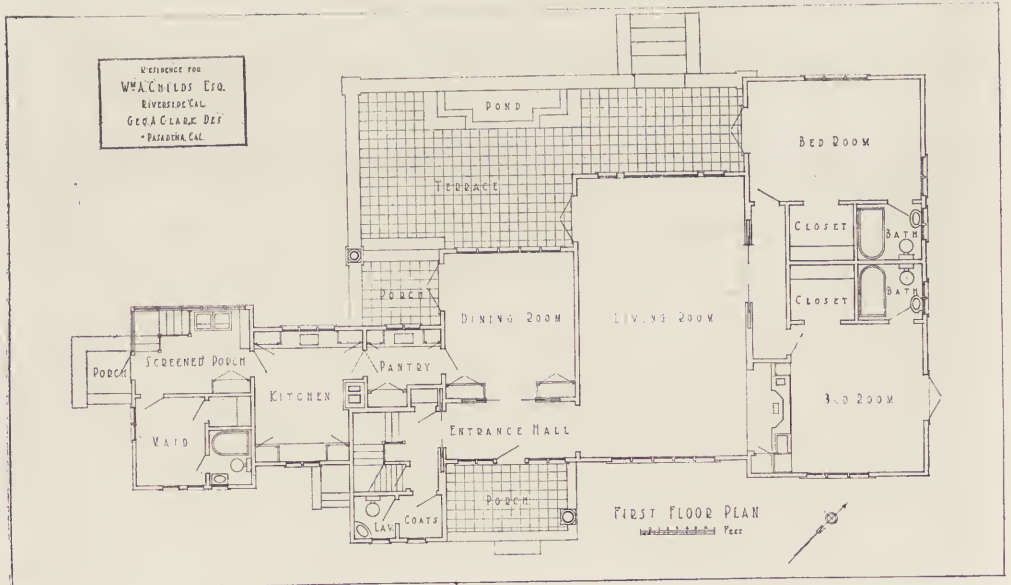 RESIDENCE FOR
WM A. CHILDS ESQ.
RIVERSIDE CAL.
GEO. A CLARK DES
PASADENA, CAL.
POND
BED ROOM
TERRACE
CLOSET
BATH
CLOSET
BATH
PORCH
DINING ROOM
LIVING ROOM
PORCH
SCREENED PORCH
PANTRY
KITCHEN
BED ROOM
MAID
ENTRANCE HALL
PORCH
LAV.
COATS
FIRST FLOOR PLAN
FEET